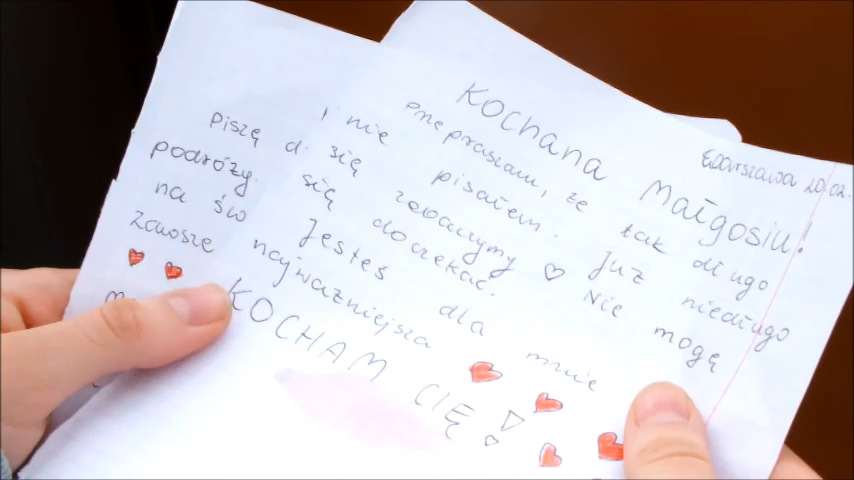 Warszawa 20.02.
KOCHANA MAŁGOSIU.
przepraszam, że tak długo
nie pisałem. Już niedługo
się zobaczymy ♡ Nie mogę
się doczekać.
Jesteś dla mnie
najważniejsza
KOCHAM CIĘ!
Piszę
podróży.
na
Zawsze